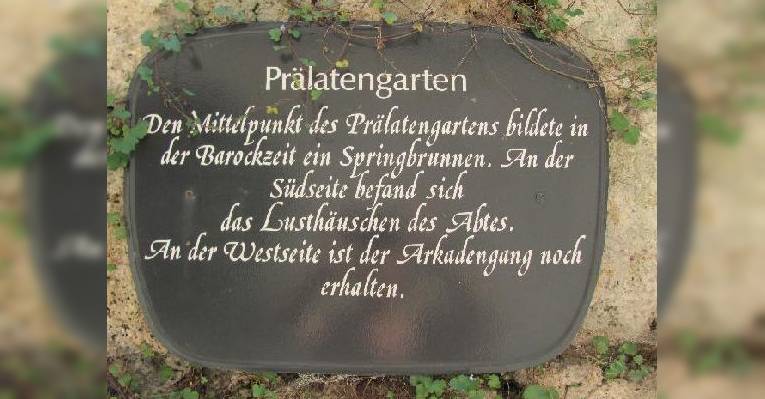 Prälatengarten
Den Mittelpunkt des Prälatengartens bildete in
der Barockzeit ein Springbrunnen. An der
Südseite befand sich
das Lusthäuschen des Abtes.
An der Westseite ist der Arkadengang noch
erhalten.